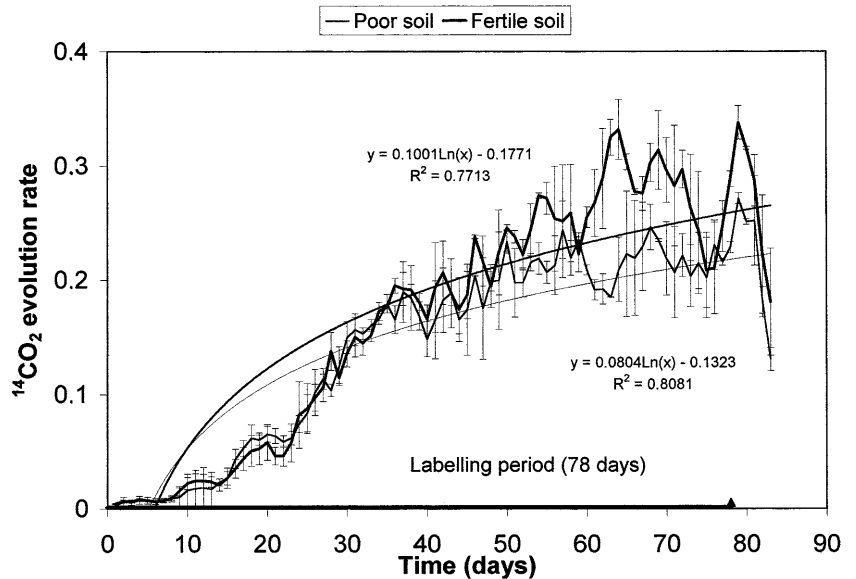 Poor soil Fertile soil
0.4
0.3
0.2
0.1
0
y = 0.1001Ln(x) - 0.1771
R² = 0.7713
y = 0.0804Ln(x) - 0.1323
R² = 0.8081
Labelling period (78 days)
0 10 20 30 40 50 60 70 80 90
Time (days)
¹⁴CO₂ evolution rate